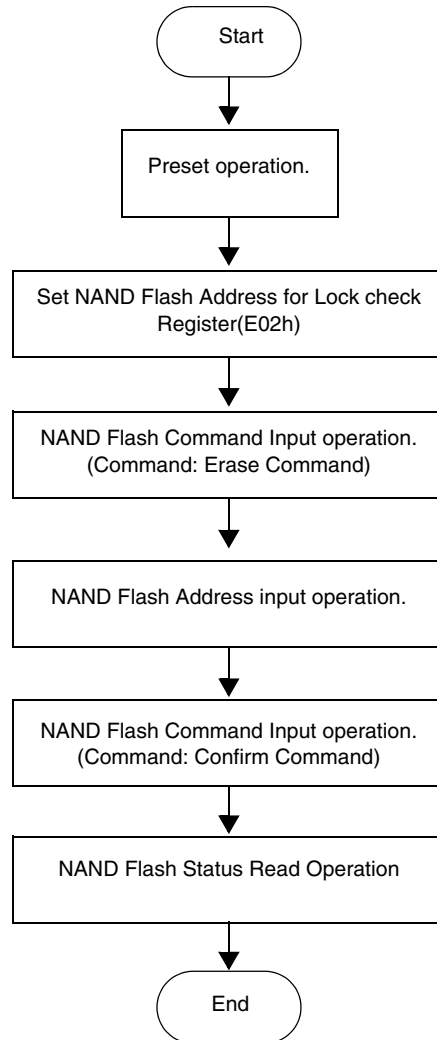 Start
Preset operation.
Set NAND Flash Address for Lock check
Register(E02h)
NAND Flash Command Input operation.
(Command: Erase Command)
NAND Flash Address input operation.
NAND Flash Command Input operation.
(Command: Confirm Command)
NAND Flash Status Read Operation
End